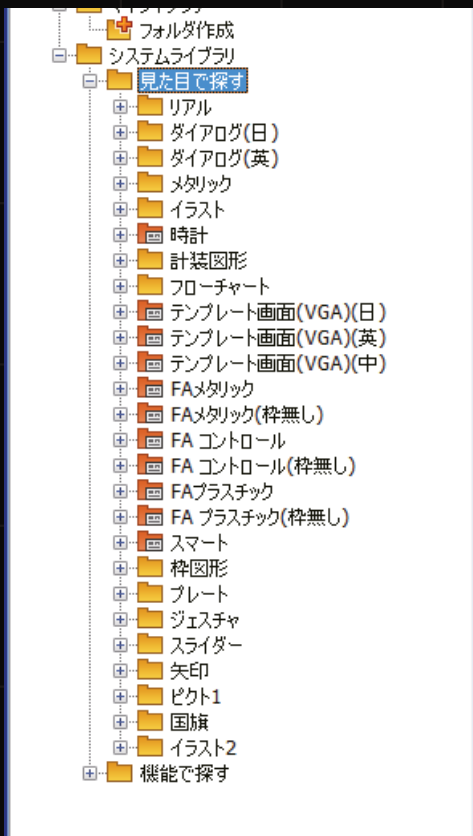 マイライブラリ
フォルダ作成
システムライブラリ
見た目で探す
リアル
ダイアログ(日)
ダイアログ(英)
メタリック
イラスト
時計
計装図形
フローチャート
テンプレート画面(VGA)(日)
テンプレート画面(VGA)(英)
テンプレート画面(VGA)(中)
FAメタリック
FAメタリック(枠無し)
FA コントロール
FA コントロール(枠無し)
FAプラスチック
FA プラスチック(枠無し)
スマート
枠図形
プレート
ジェスチャ
スライダー
矢印
ピクト1
国旗
イラスト2
機能で探す